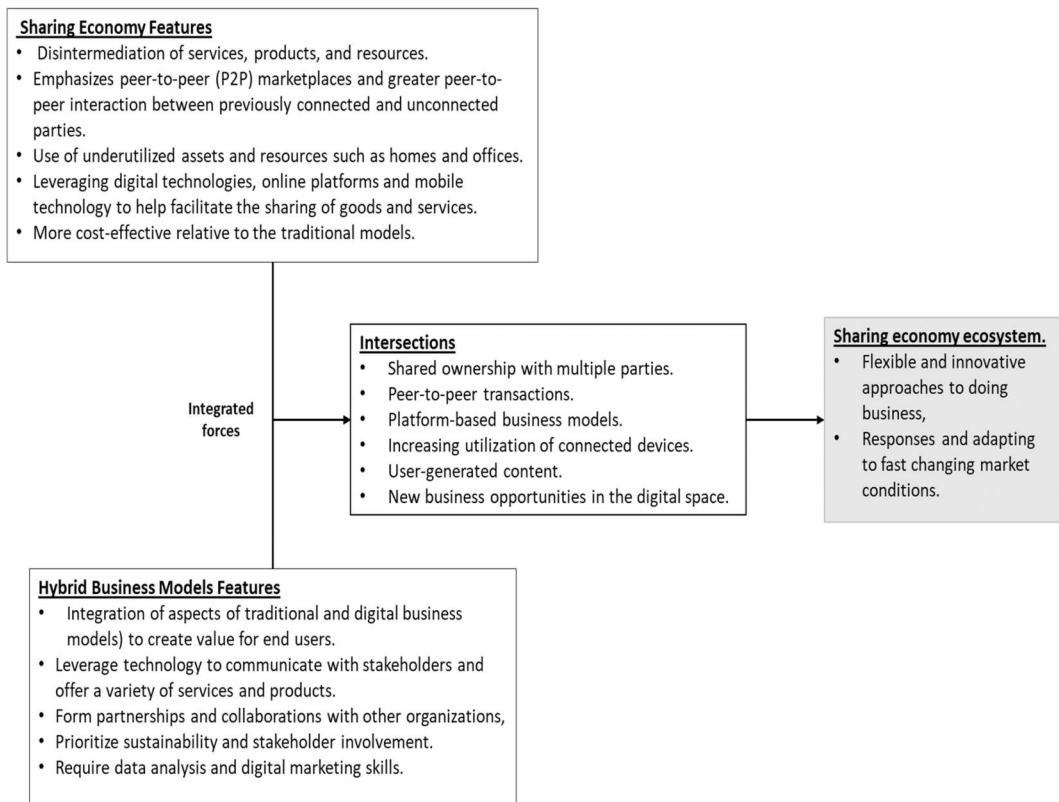 Sharing Economy Features
• Disintermediation of services, products, and resources.
• Emphasizes peer-to-peer (P2P) marketplaces and greater peer-to-
peer interaction between previously connected and unconnected
parties.
• Use of underutilized assets and resources such as homes and offices.
• Leveraging digital technologies, online platforms and mobile
technology to help facilitate the sharing of goods and services.
• More cost-effective relative to the traditional models.
Integrated
forces
Intersections
• Shared ownership with multiple parties.
• Peer-to-peer transactions.
• Platform-based business models.
• Increasing utilization of connected devices.
• User-generated content.
• New business opportunities in the digital space.
Sharing economy ecosystem.
• Flexible and innovative
approaches to doing
business,
• Responses and adapting
to fast changing market
conditions.
Hybrid Business Models Features
• Integration of aspects of traditional and digital business
models) to create value for end users.
• Leverage technology to communicate with stakeholders and
offer a variety of services and products.
• Form partnerships and collaborations with other organizations,
• Prioritize sustainability and stakeholder involvement.
• Require data analysis and digital marketing skills.